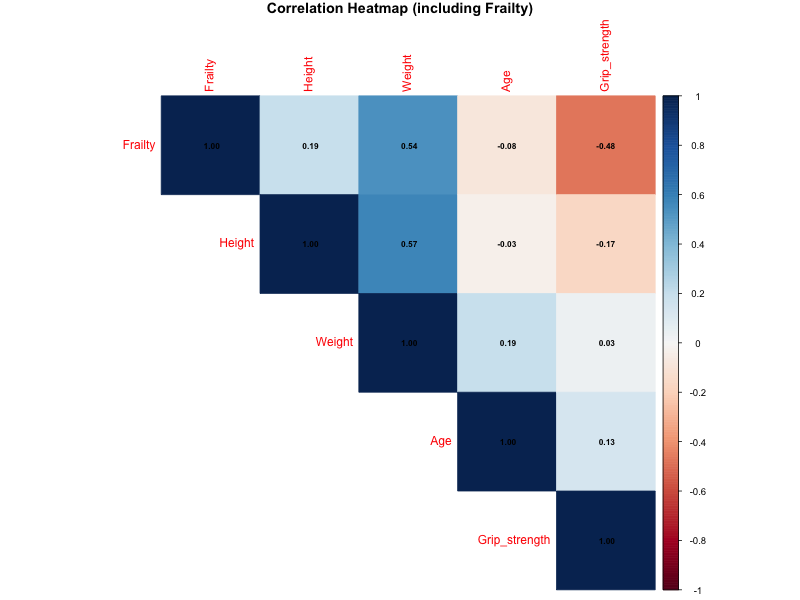 Correlation Heatmap (including Frailty)
Frailty Height Weight Age Grip_strength
Frailty 1.00 0.19 0.54 -0.08 -0.48
Height 1.00 0.57 -0.03 -0.17
Weight 1.00 0.19 0.03
Age 1.00 0.13
Grip_strength 1.00
1
0.8
0.6
0.4
0.2
0
-0.2
-0.4
-0.6
-0.8
-1